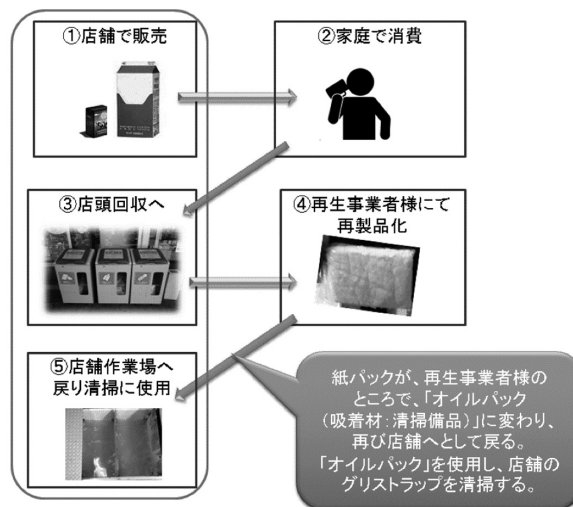 ①店舗で販売
②家庭で消費
③店頭回収へ
④再生事業者様にて
再製品化
⑤店舗作業場へ
戻り清掃に使用
紙パックが、再生事業者様の
ところで、「オイルパック
（吸着材：清掃備品）」に変わり、
再び店舗へとして戻る。
「オイルパック」を使用し、店舗の
グリストラップを清掃する。